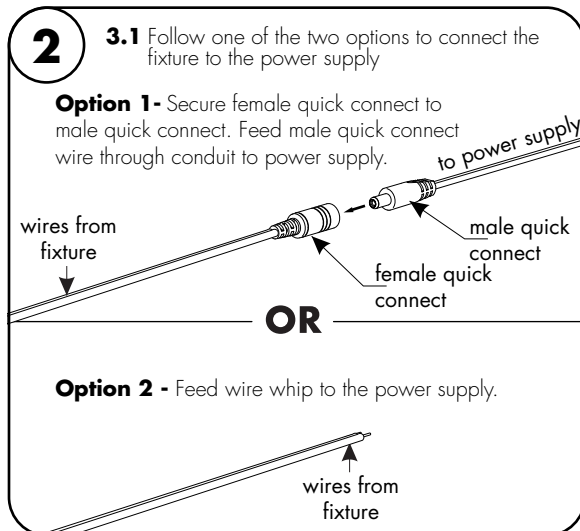 2
3.1 Follow one of the two options to connect the
fixture to the power supply
Option 1- Secure female quick connect to
male quick connect. Feed male quick connect
wire through conduit to power supply.
to power supply
wires from
fixture
male quick
connect
female quick
connect
OR
Option 2 - Feed wire whip to the power supply.
wires from
fixture